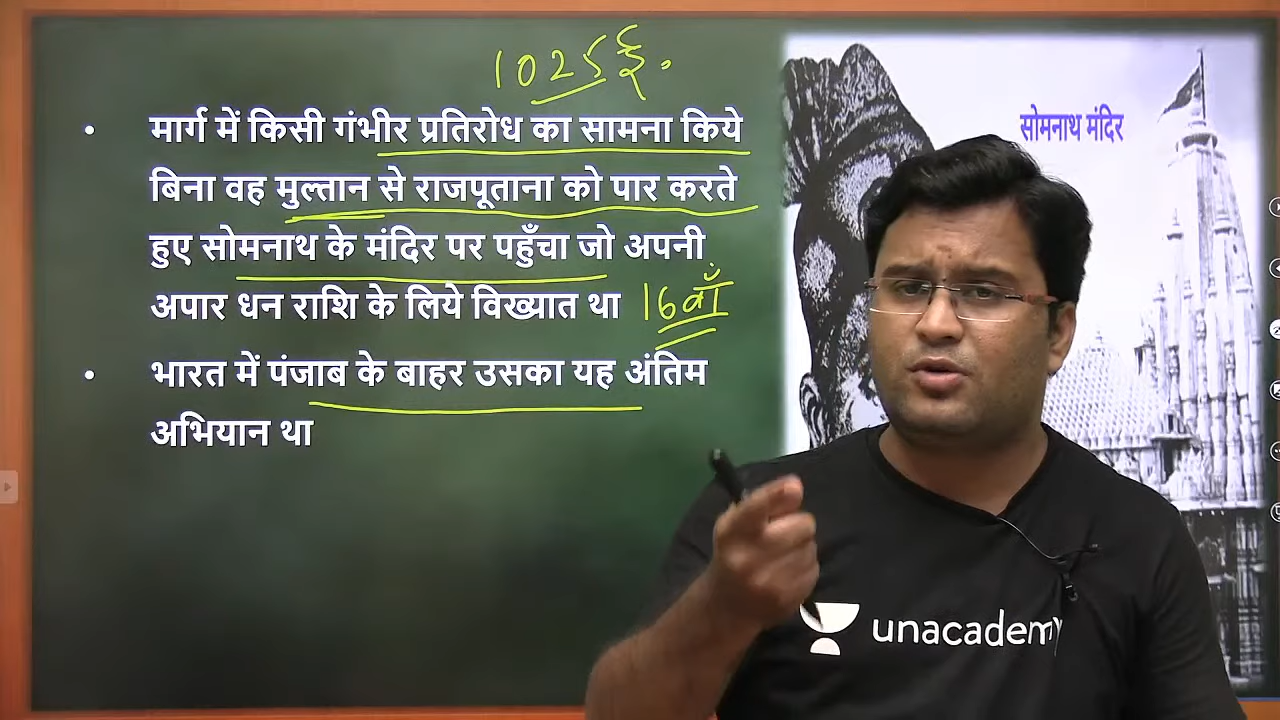 1025 ई.
मार्ग में किसी गंभीर प्रतिरोध का सामना किये
बिना वह मुल्तान से राजपूताना को पार करते
हुए सोमनाथ के मंदिर पर पहुँचा जो अपनी
अपार धन राशि के लिये विख्यात था 16वाँ
भारत में पंजाब के बाहर उसका यह अंतिम
अभियान था
सोमनाथ मंदिर
unacademy